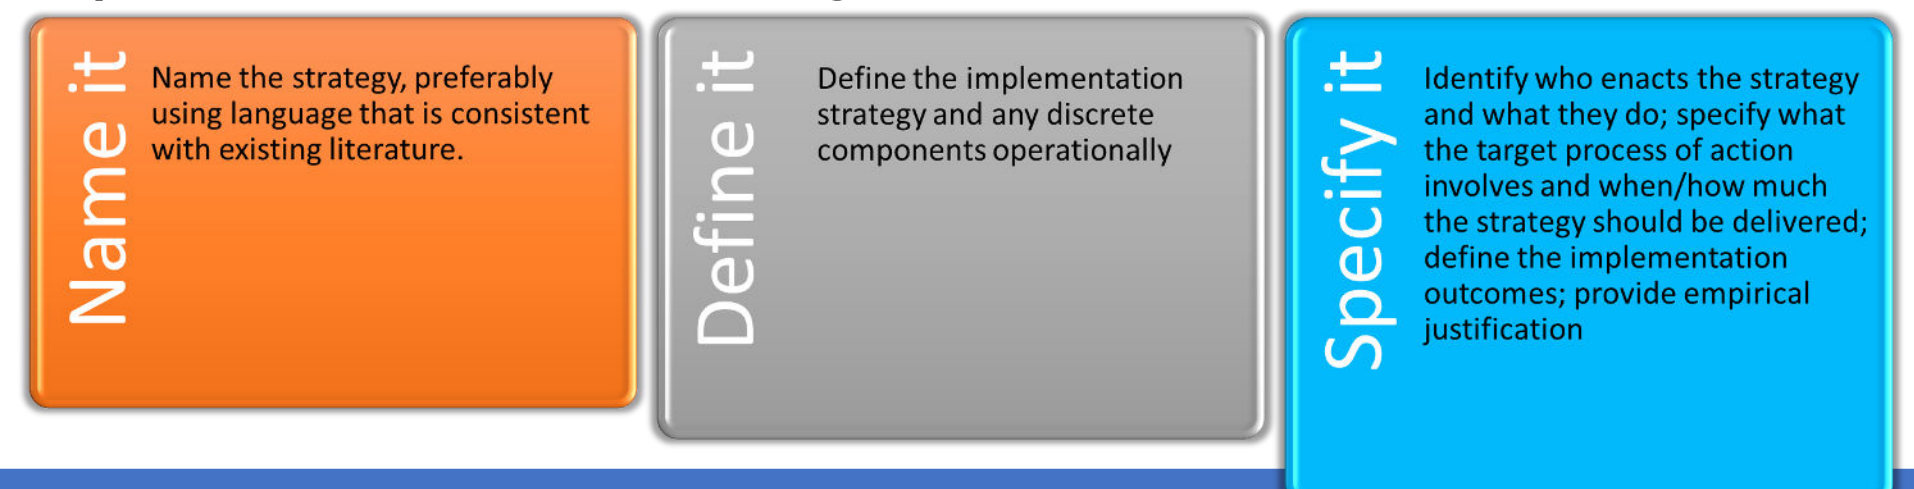 Name it
Name the strategy, preferably
using language that is consistent
with existing literature.
Define it
Define the implementation
strategy and any discrete
components operationally
Specify it
Identify who enacts the strategy
and what they do; specify what
the target process of action
involves and when/how much
the strategy should be delivered;
define the implementation
outcomes; provide empirical
justification